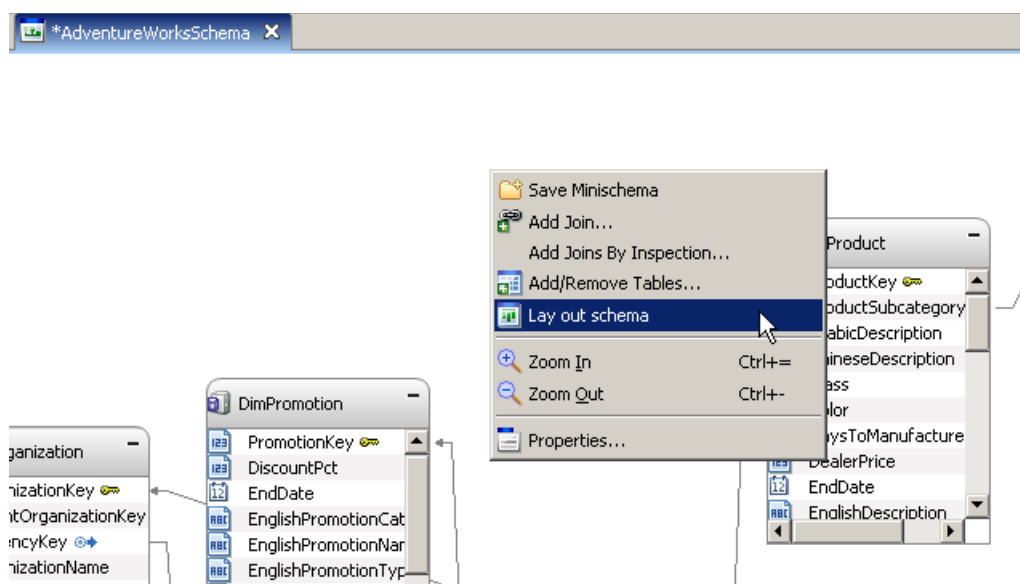 *AdventureWorksSchema
Save Minischema
Add Join...
Add Joins By Inspection...
Add/Remove Tables...
Lay out schema
Zoom In Ctrl+=
Zoom Out Ctrl+-
Properties...
Product
oductKey
oductSubcategory
abicDescription
ineseDescription
ass
olor
ysToManufacture
DealerPrice
EndDate
EnglishDescription
DimPromotion
PromotionKey
DiscountPct
EndDate
EnglishPromotionCat
EnglishPromotionNar
EnglishPromotionTyp
ganization
nizationKey
ntOrganizationKey
encyKey
nizationName